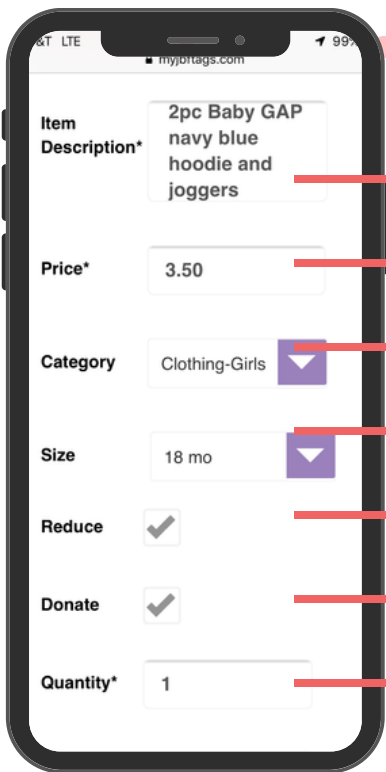 &T LTE 99%
myjbftags.com
Item
Description*
2pc Baby GAP
navy blue
hoodie and
joggers
Price*
3.50
Category
Clothing-Girls
Size
18 mo
Reduce
Donate
Quantity*
1